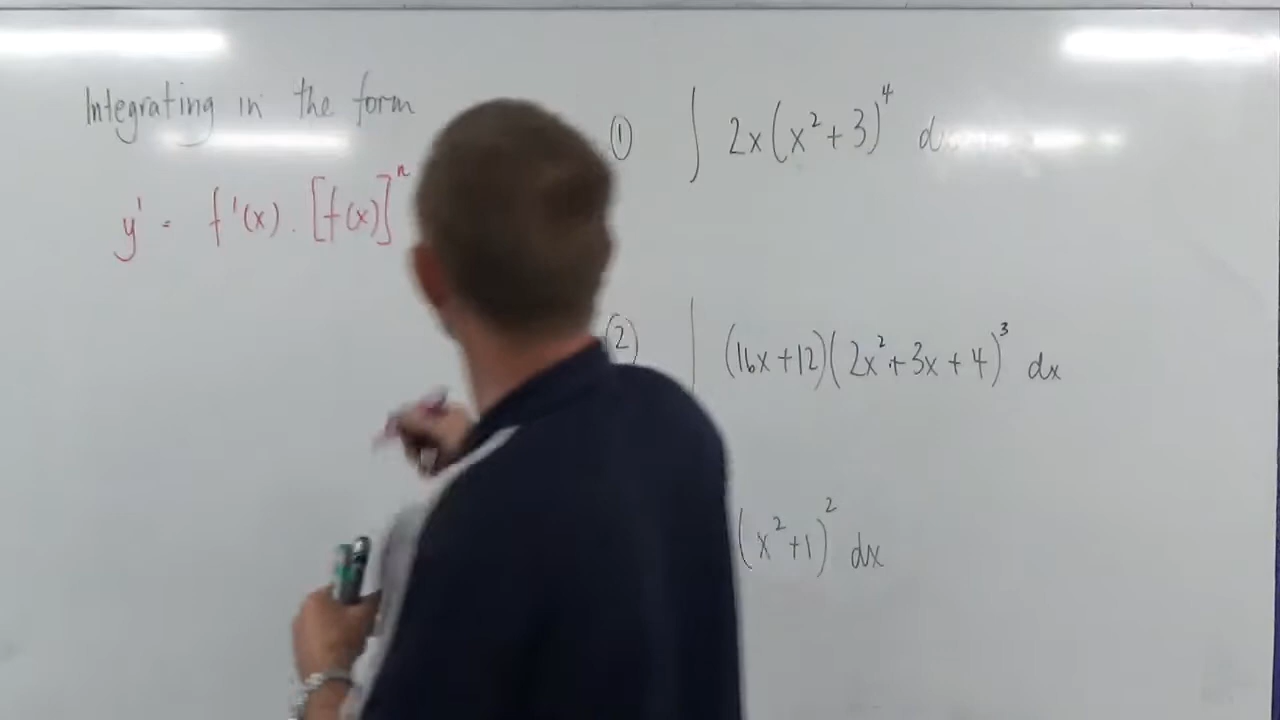 Integrating in the form
y' = f'(x) . [f(x)]^n
① ∫ 2x(x²+3)⁴ dx
② ∫ (16x+12)(2x²+3x+4)³ dx
(x²+1)² dx